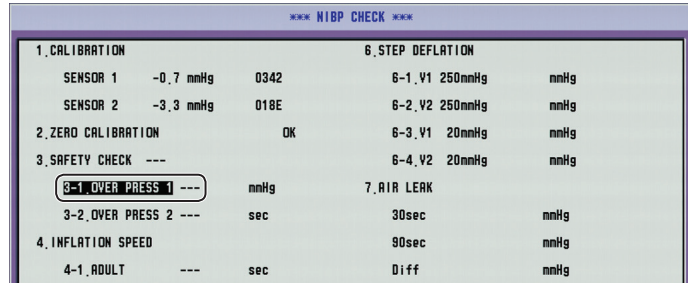 *** NIBP CHECK ***
1.CALIBRATION
SENSOR 1 -0.7 mmHg 0342
SENSOR 2 -3.3 mmHg 018E
2.ZERO CALIBRATION OK
3.SAFETY CHECK ---
3-1.OVER PRESS 1 --- mmHg
3-2.OVER PRESS 2 --- sec
4.INFLATION SPEED
4-1.ADULT --- sec
6.STEP DEFLATION
6-1.V1 250mmHg mmHg
6-2.V2 250mmHg mmHg
6-3.V1 20mmHg mmHg
6-4.V2 20mmHg mmHg
7.AIR LEAK
30sec mmHg
90sec mmHg
Diff mmHg